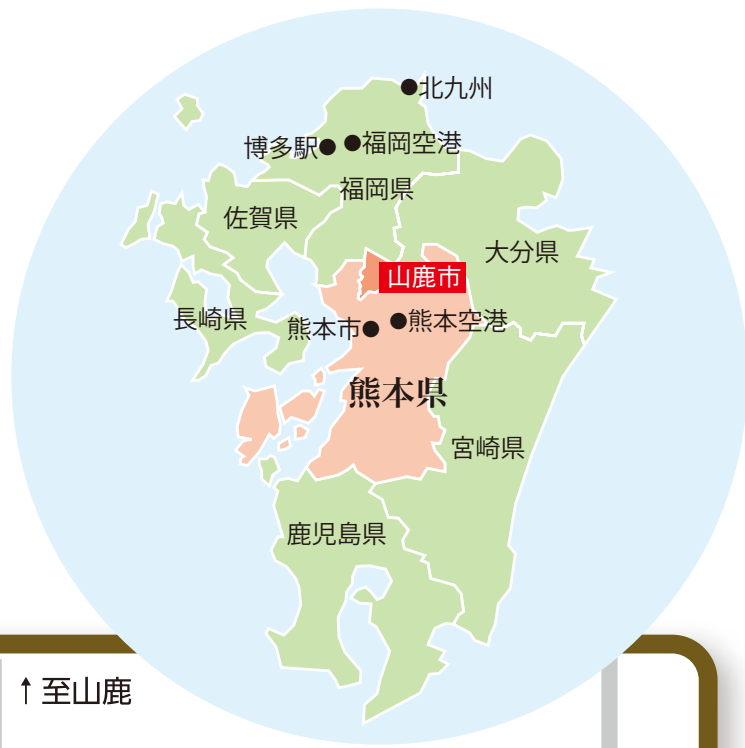 ●北九州
博多駅● ●福岡空港
福岡県
佐賀県
大分県
山鹿市
長崎県
熊本市● ●熊本空港
熊本県
宮崎県
鹿児島県
↑至山鹿